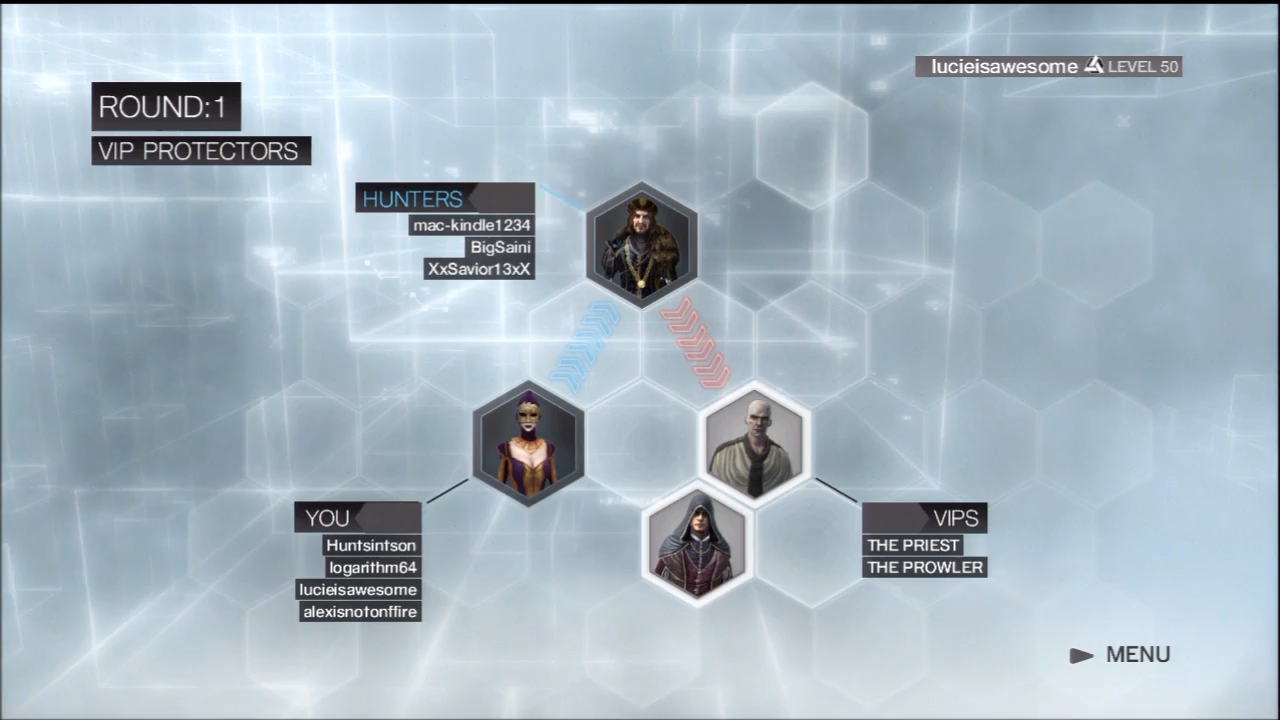 lucieisawesome LEVEL 50
ROUND:1
VIP PROTECTORS
HUNTERS
mac-kindle1234
BigSaini
XxSavior13xX
YOU
Huntsintson
logarithm64
lucieisawesome
alexisnotonffire
VIPS
THE PRIEST
THE PROWLER
MENU